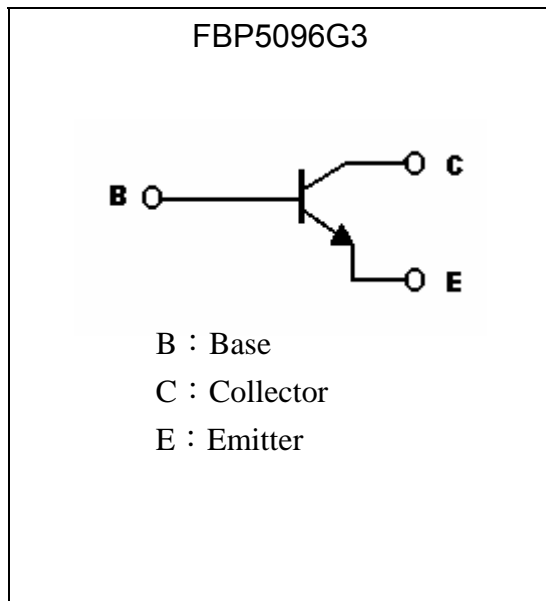 FBP5096G3
C
B
E
B：Base
C：Collector
E：Emitter